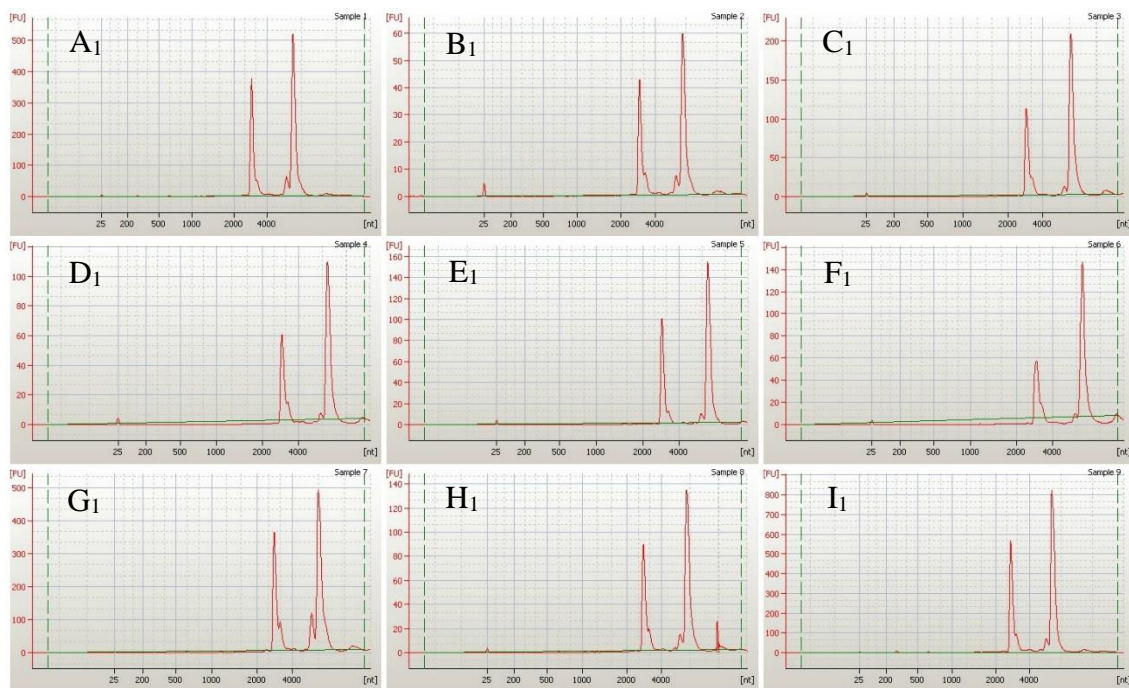 [FU] Sample 1
A1
500
400
300
200
100
0
25 200 500 1000 2000 4000 [nt]
[FU] Sample 2
B1
60
50
40
30
20
10
0
25 200 500 1000 2000 4000 [nt]
[FU] Sample 3
C1
200
150
100
50
0
25 200 500 1000 2000 4000 [nt]
[FU] Sample 4
D1
100
80
60
40
20
0
25 200 500 1000 2000 4000 [nt]
[FU] Sample 5
E1
160
140
120
100
80
60
40
20
0
25 200 500 1000 2000 4000 [nt]
[FU] Sample 6
F1
140
120
100
80
60
40
20
0
25 200 500 1000 2000 4000 [nt]
[FU] Sample 7
G1
500
400
300
200
100
0
25 200 500 1000 2000 4000 [nt]
[FU] Sample 8
H1
140
120
100
80
60
40
20
0
25 200 500 1000 2000 4000 [nt]
[FU] Sample 9
I1
800
700
600
500
400
300
200
100
0
25 200 500 1000 2000 4000 [nt]